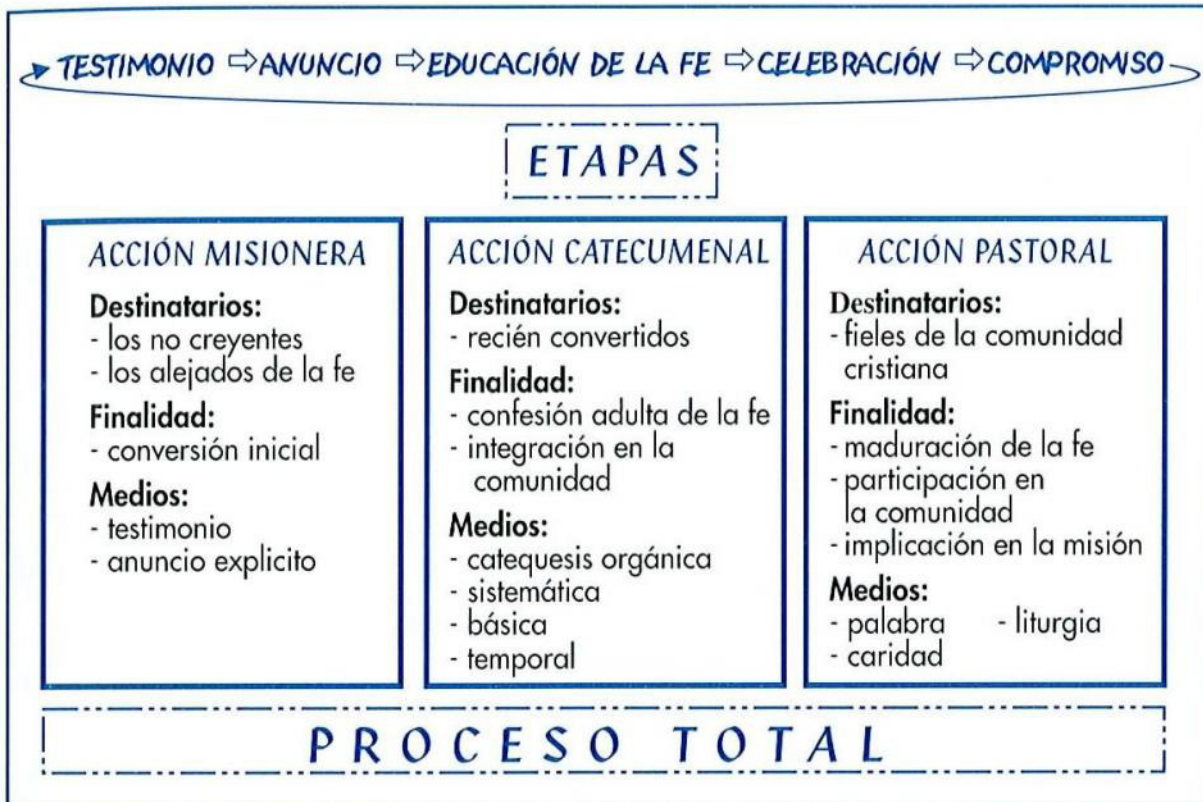 TESTIMONIO ⇨ ANUNCIO ⇨ EDUCACIÓN DE LA FE ⇨ CELEBRACIÓN ⇨ COMPROMISO
ETAPAS
ACCIÓN MISIONERA
Destinatarios:
- los no creyentes
- los alejados de la fe
Finalidad:
- conversión inicial
Medios:
- testimonio
- anuncio explicito
ACCIÓN CATECUMENAL
Destinatarios:
- recién convertidos
Finalidad:
- confesión adulta de la fe
- integración en la
comunidad
Medios:
- catequesis orgánica
- sistemática
- básica
- temporal
ACCIÓN PASTORAL
Destinatarios:
- fieles de la comunidad
cristiana
Finalidad:
- maduración de la fe
- participación en
la comunidad
- implicación en la misión
Medios:
- palabra - liturgia
- caridad
PROCESO TOTAL